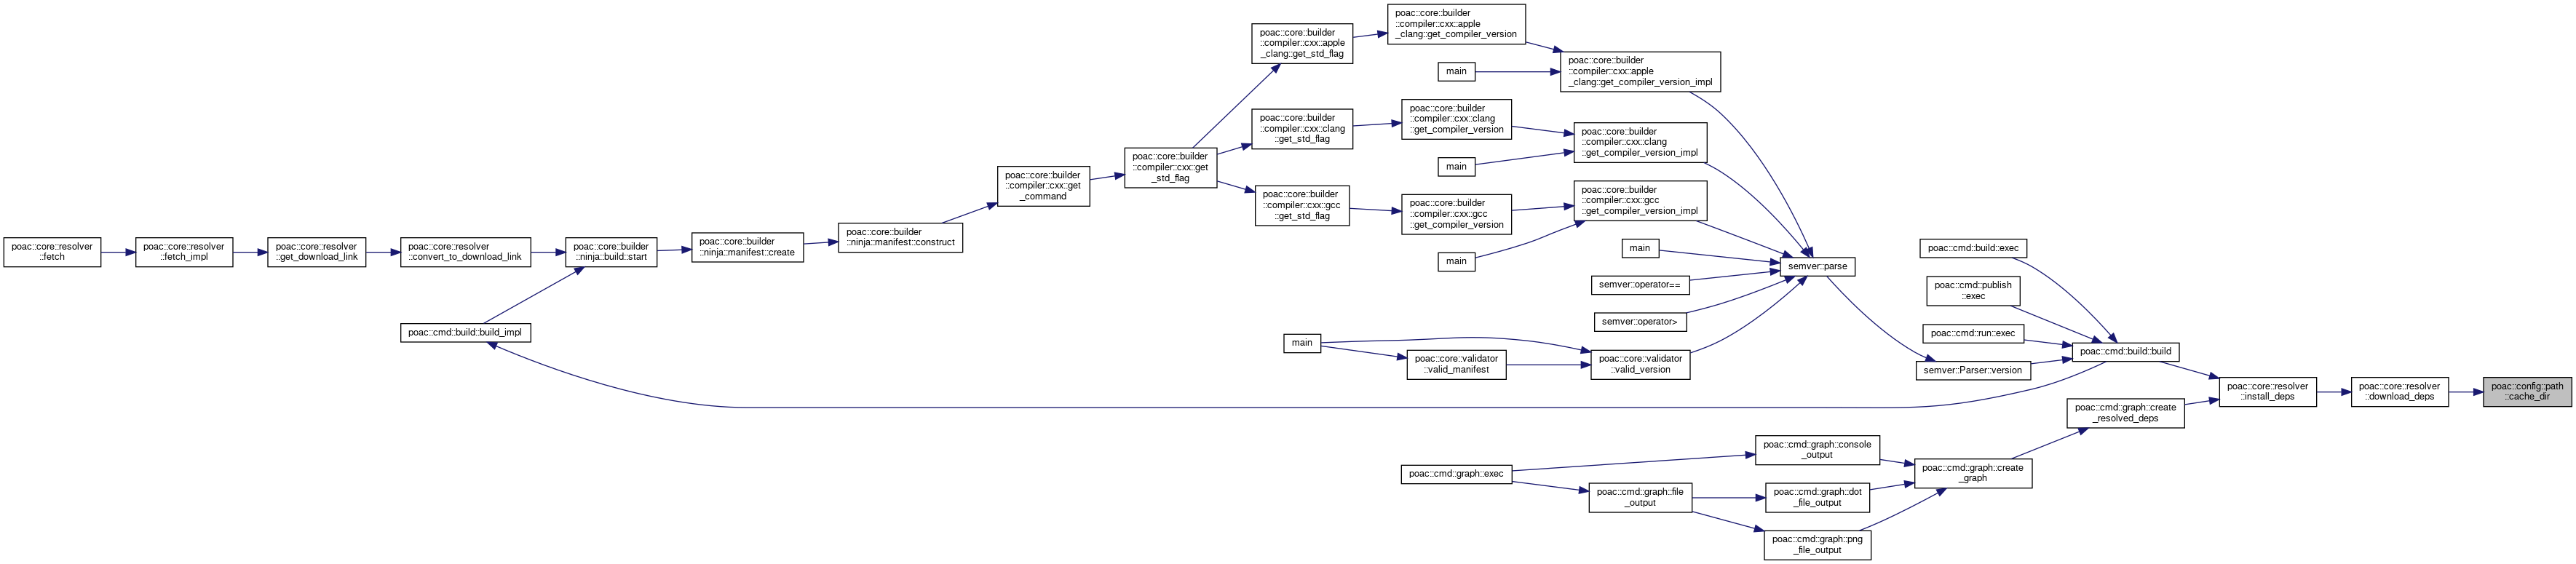 poac::core::resolver
::fetch
poac::core::resolver
::fetch_impl
poac::core::resolver
::get_download_link
poac::core::resolver
::convert_to_download_link
poac::cmd::build::build_impl
poac::core::builder
::ninja::build::start
poac::core::builder
::ninja::manifest::create
poac::core::builder
::ninja::manifest::construct
poac::core::builder
::compiler::cxx::get
_command
poac::core::builder
::compiler::cxx::get
_std_flag
poac::core::builder
::compiler::cxx::apple
_clang::get_std_flag
poac::core::builder
::compiler::cxx::clang
::get_std_flag
poac::core::builder
::compiler::cxx::gcc
::get_std_flag
main
poac::core::builder
::compiler::cxx::apple
_clang::get_compiler_version
main
poac::core::builder
::compiler::cxx::clang
::get_compiler_version
main
poac::core::builder
::compiler::cxx::gcc
::get_compiler_version
main
poac::core::validator
::valid_manifest
poac::cmd::graph::exec
poac::core::builder
::compiler::cxx::apple
_clang::get_compiler_version_impl
poac::core::builder
::compiler::cxx::clang
::get_compiler_version_impl
poac::core::builder
::compiler::cxx::gcc
::get_compiler_version_impl
main
semver::operator==
semver::operator>
poac::core::validator
::valid_version
poac::cmd::graph::file
_output
semver::parse
poac::cmd::graph::console
_output
poac::cmd::graph::dot
_file_output
poac::cmd::graph::png
_file_output
poac::cmd::build::exec
poac::cmd::publish
::exec
poac::cmd::run::exec
semver::Parser::version
poac::cmd::graph::create
_graph
poac::cmd::build::build
poac::cmd::graph::create
_resolved_deps
poac::core::resolver
::install_deps
poac::core::resolver
::download_deps
poac::config::path
::cache_dir